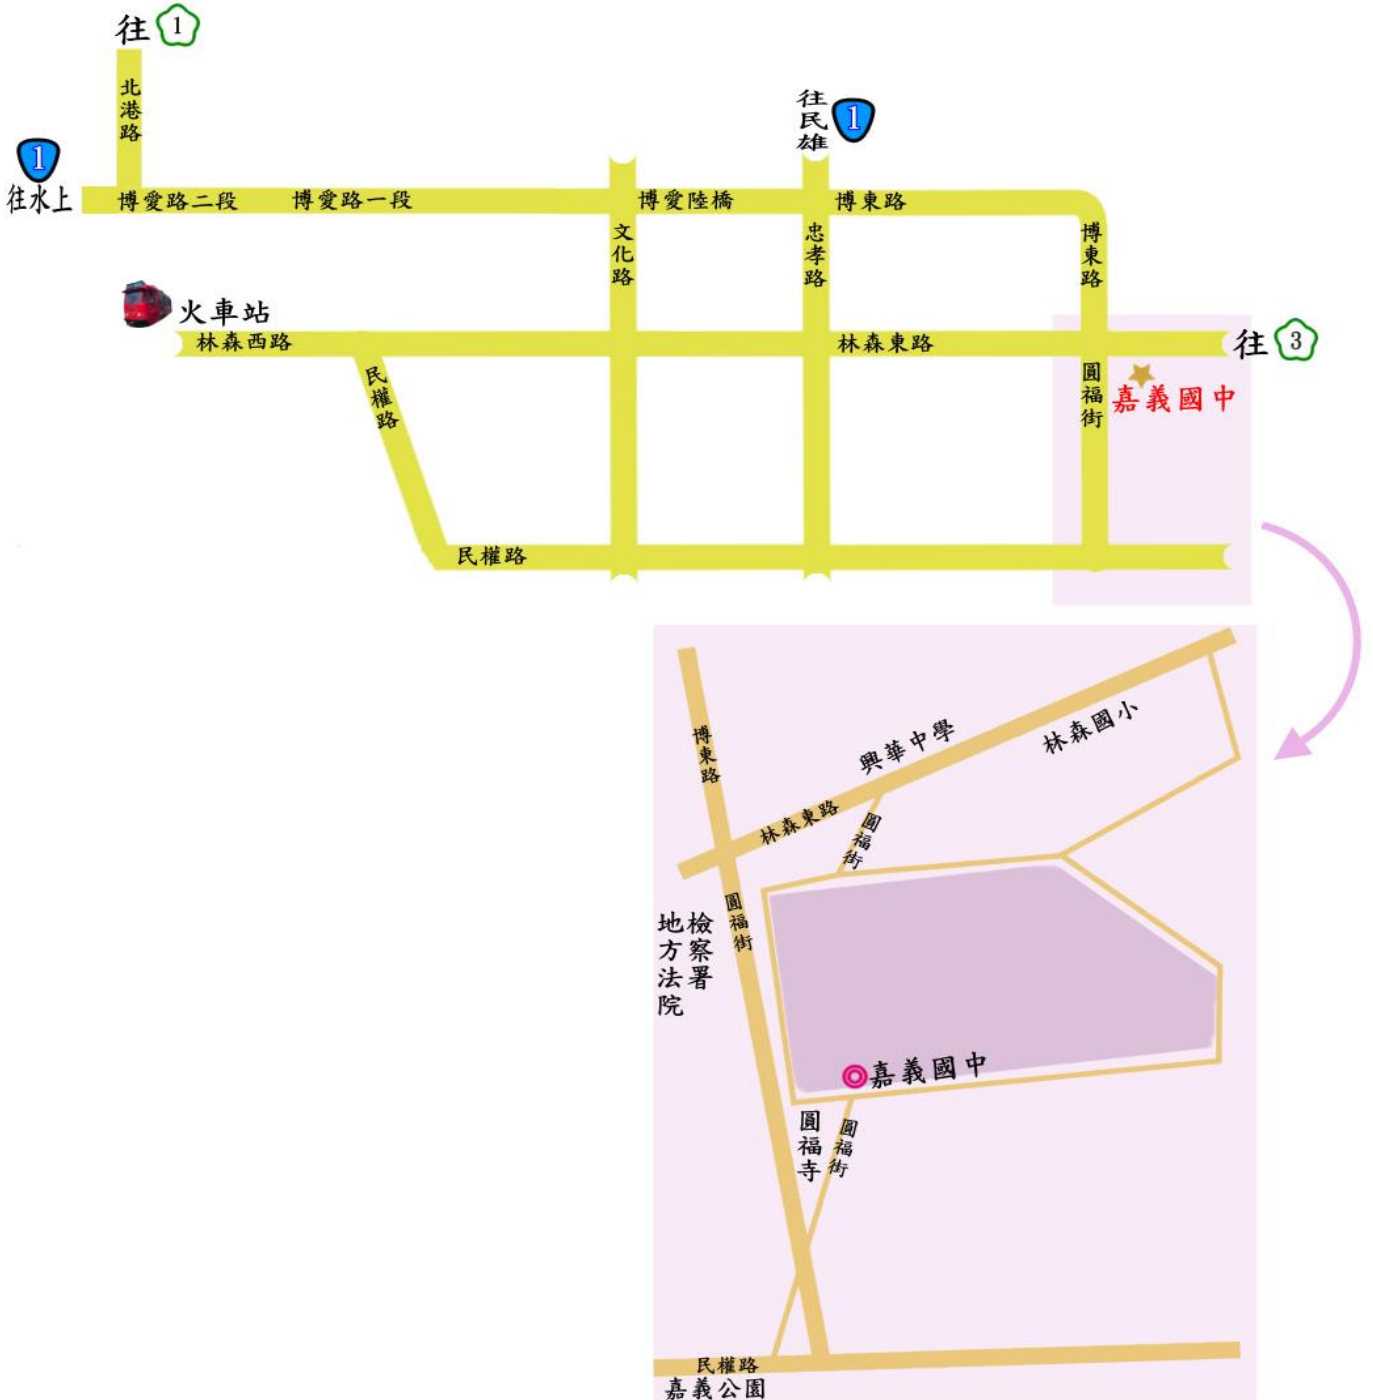 往 1
北港路
1
往水上
往民雄
1
博愛路二段
博愛路一段
博愛陸橋
博東路
文化路
忠孝路
博東路
火車站
林森西路
林森東路
往 3
民權路
圓福街
嘉義國中
民權路
博東路
興華中學
林森國小
林森東路
圓福街
圓福街
檢察署
地方法院
嘉義國中
圓福寺
圓福街
民權路
嘉義公園